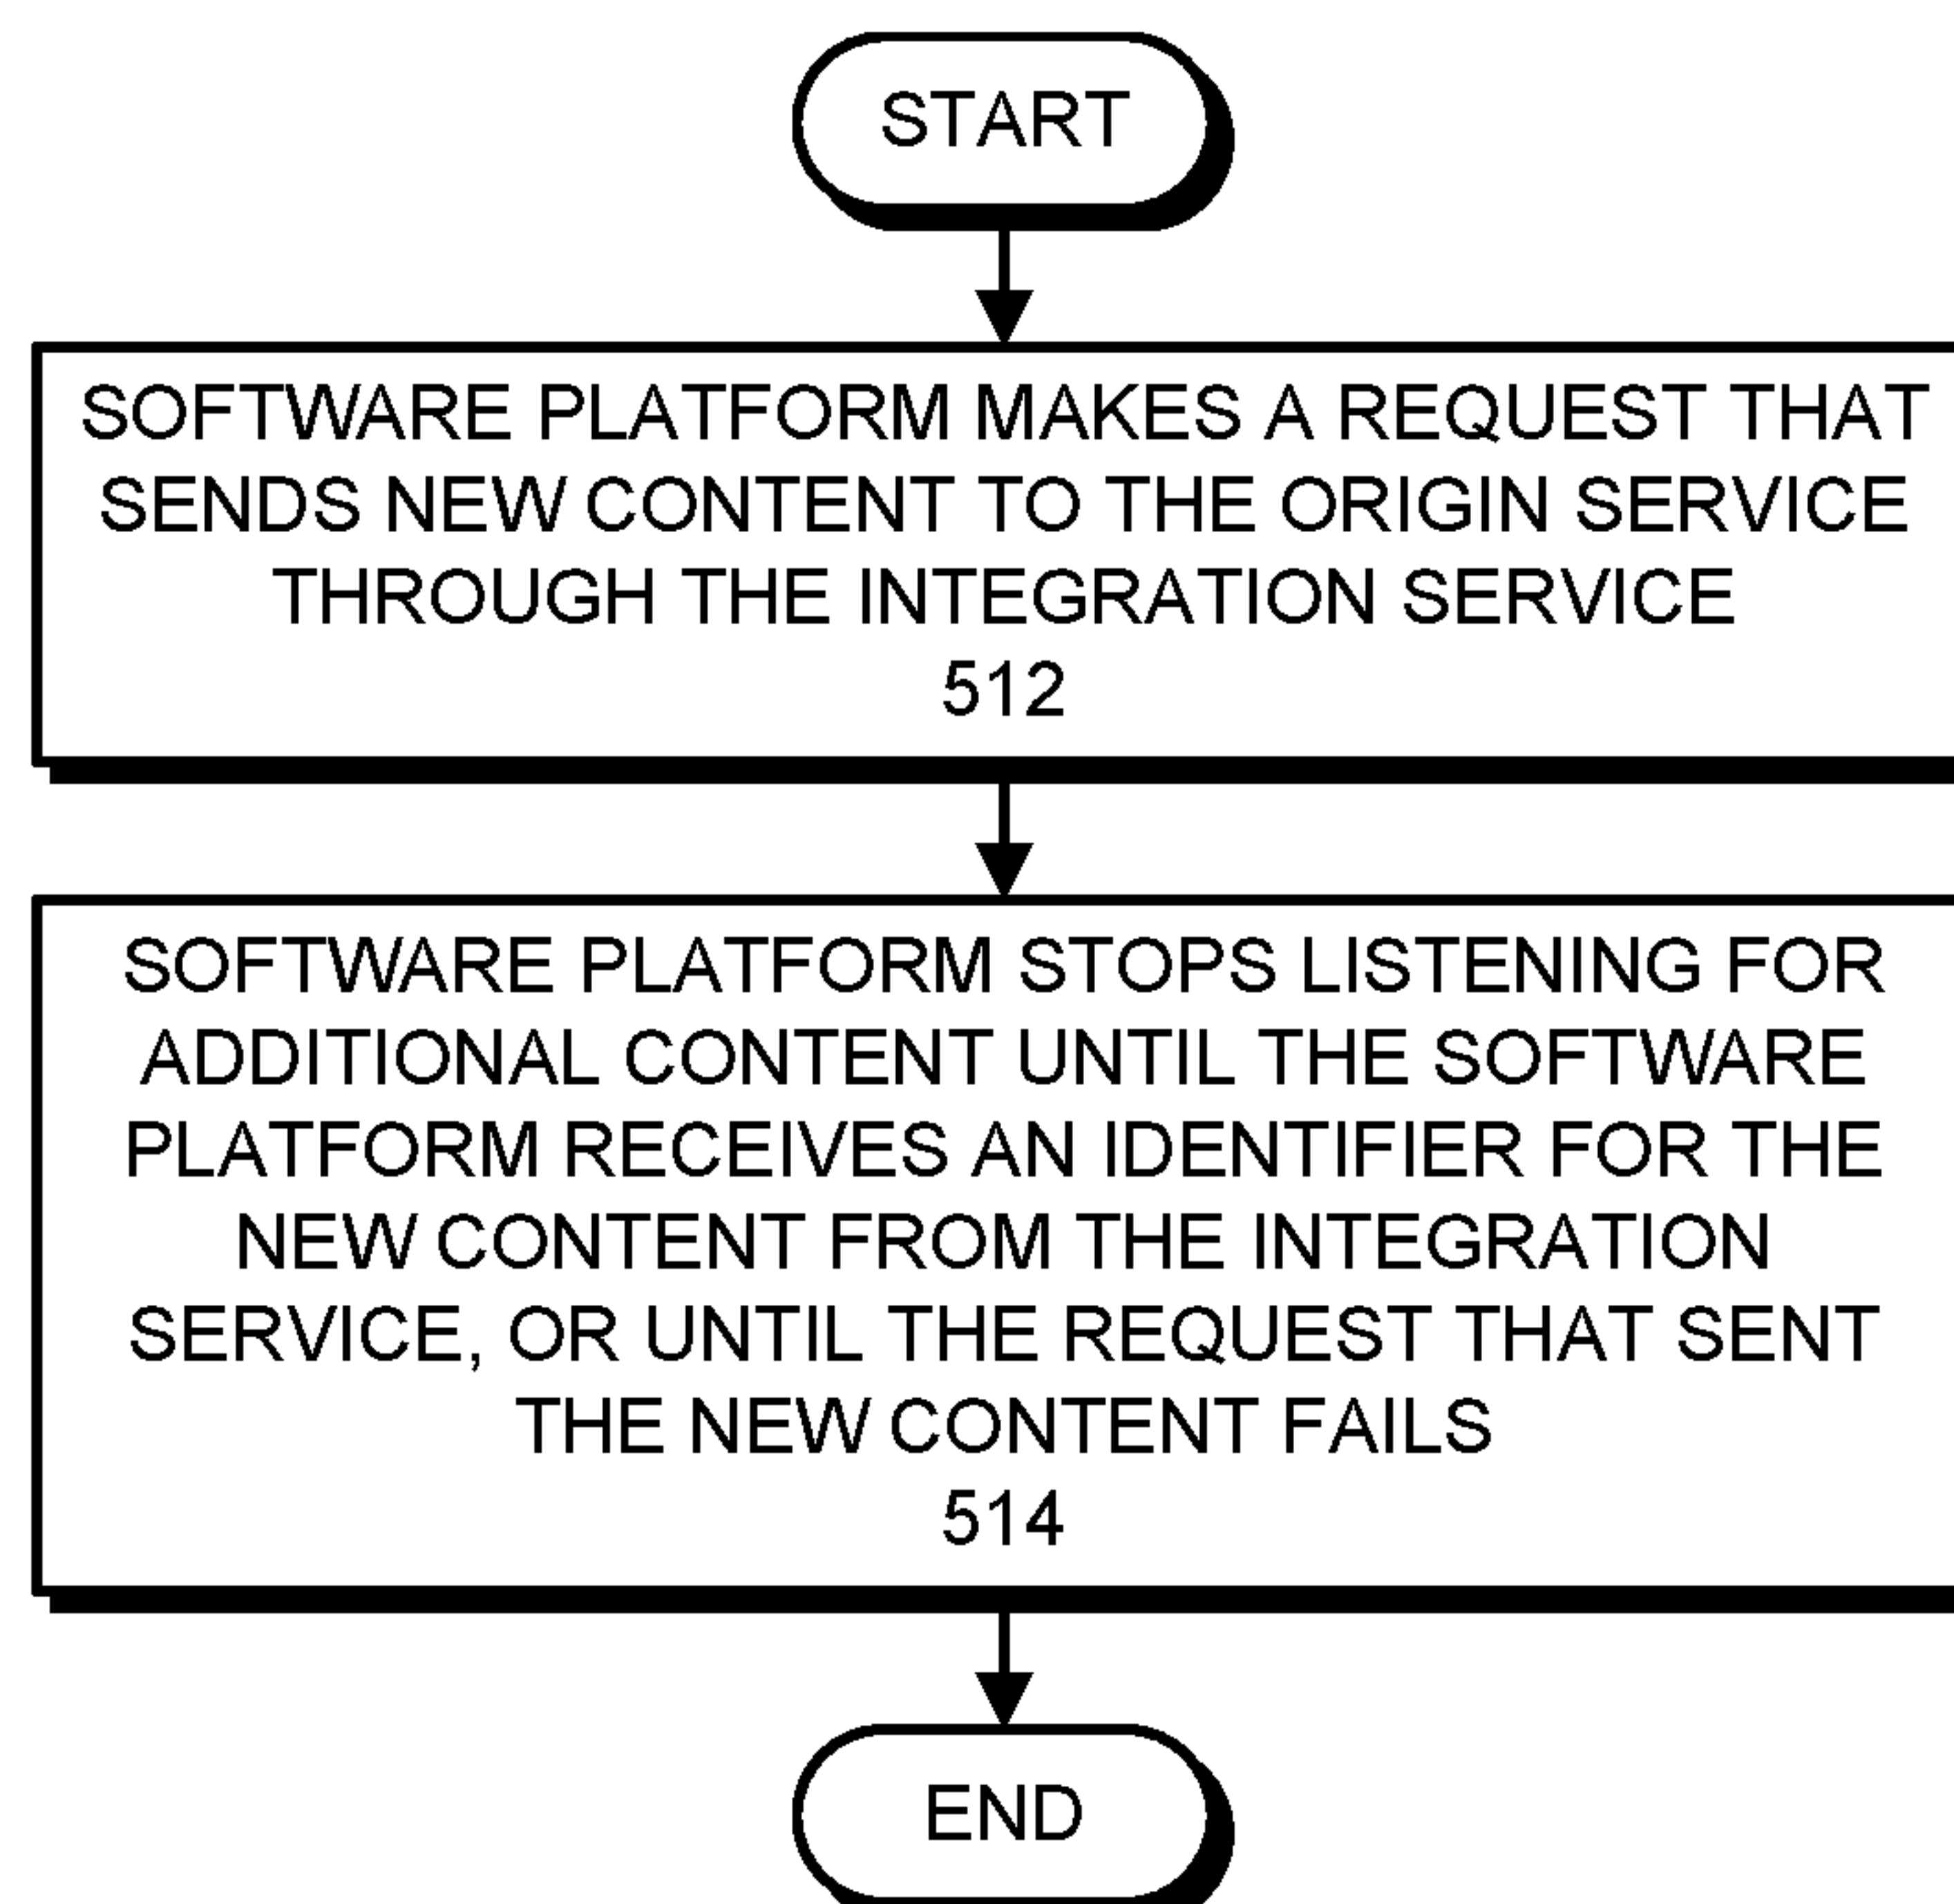 START
SOFTWARE PLATFORM MAKES A REQUEST THAT
SENDS NEW CONTENT TO THE ORIGIN SERVICE
THROUGH THE INTEGRATION SERVICE
512
SOFTWARE PLATFORM STOPS LISTENING FOR
ADDITIONAL CONTENT UNTIL THE SOFTWARE
PLATFORM RECEIVES AN IDENTIFIER FOR THE
NEW CONTENT FROM THE INTEGRATION
SERVICE, OR UNTIL THE REQUEST THAT SENT
THE NEW CONTENT FAILS
514
END